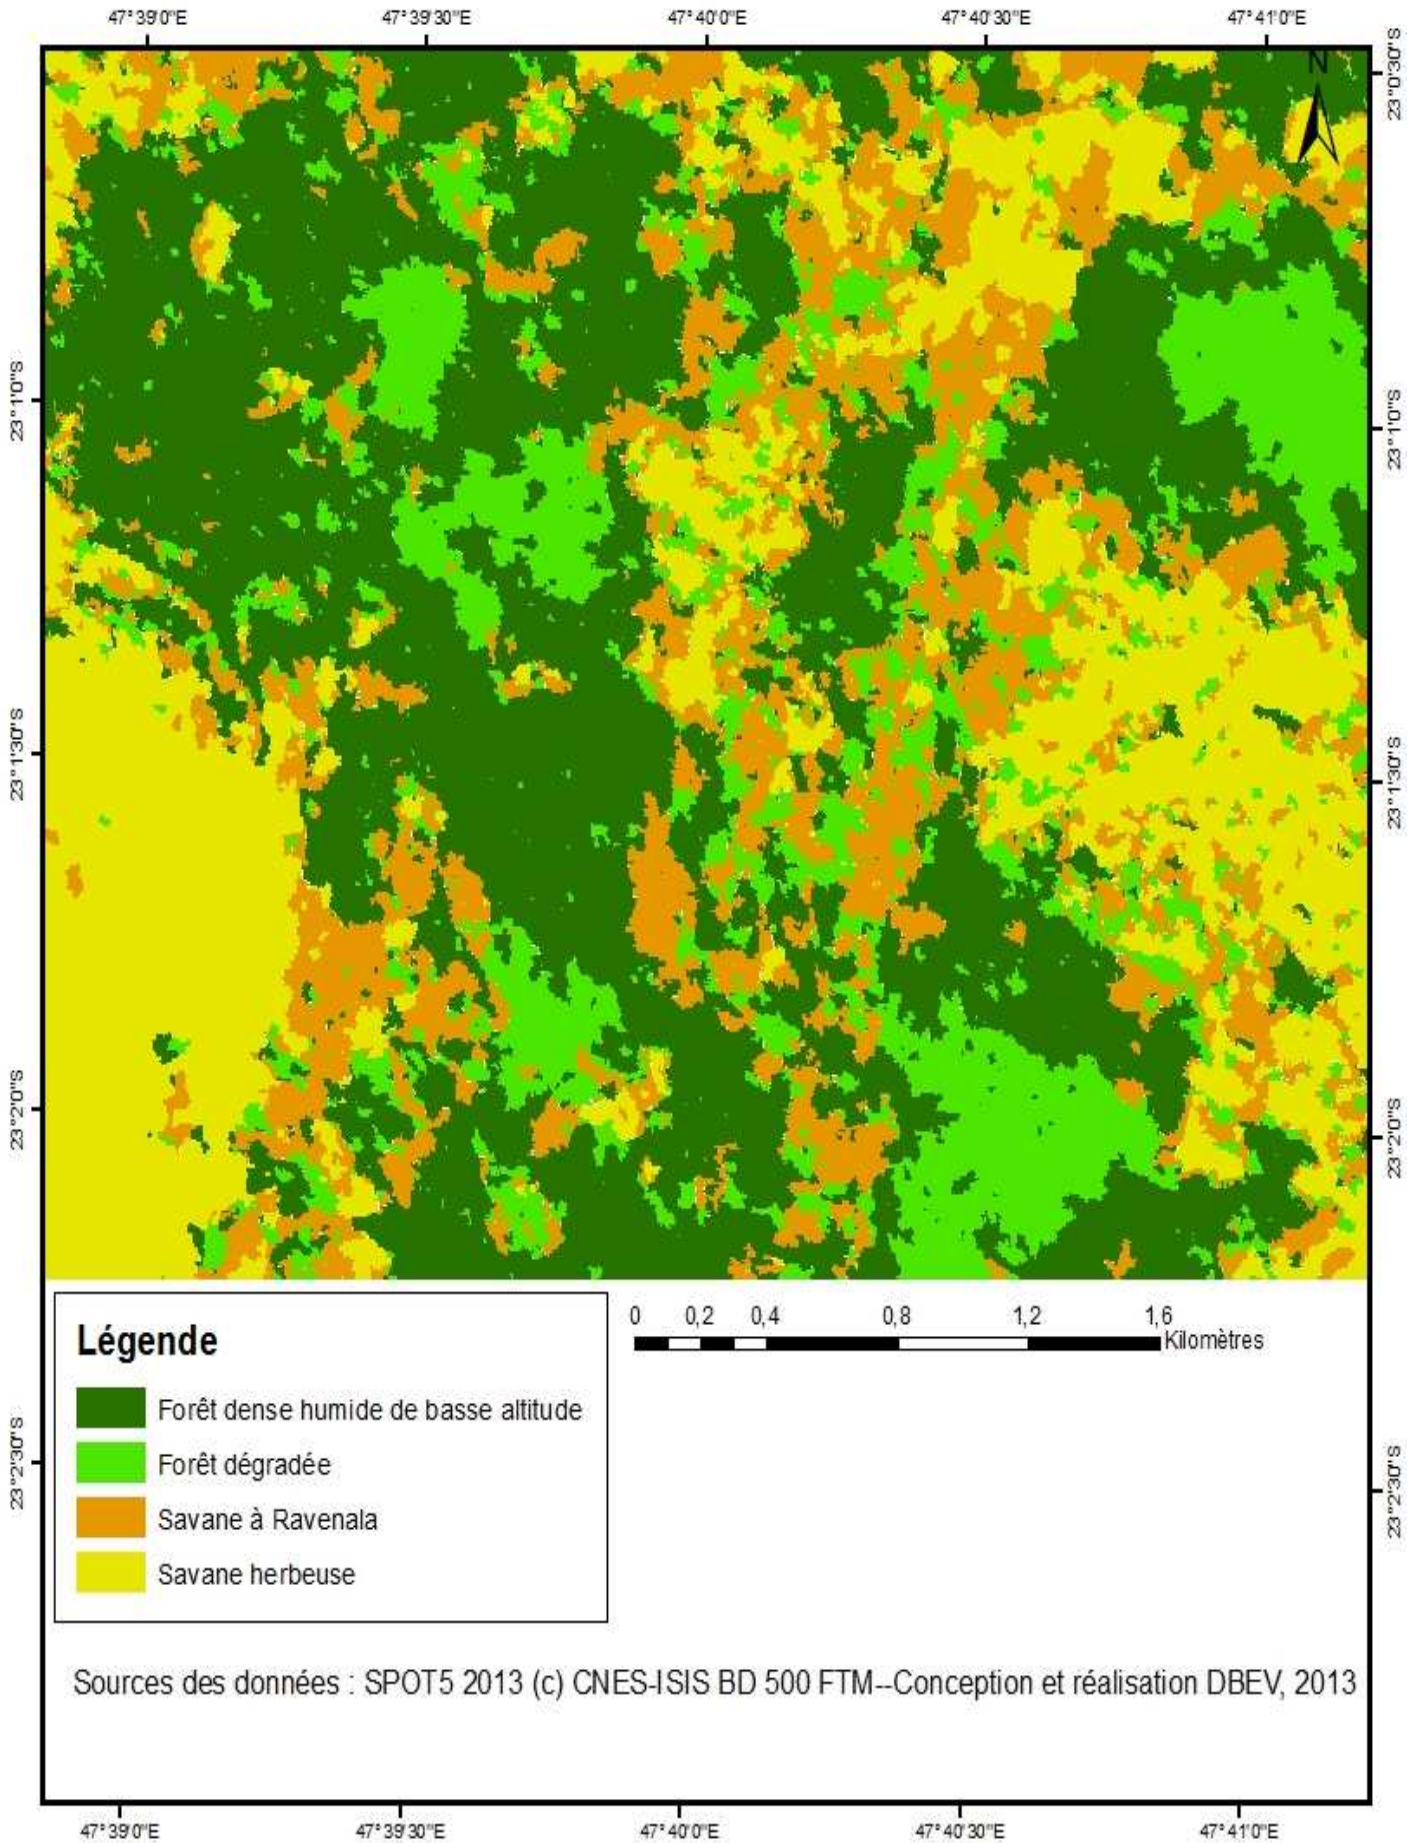 47°39'0"E 47°39'30"E 47°40'0"E 47°40'30"E 47°41'0"E
23°0'30"S
N
23°1'0"S
23°1'0"S
23°1'30"S
23°1'30"S
23°2'0"S
23°2'0"S
0 0,2 0,4 0,8 1,2 1,6
Kilomètres
Légende
Forêt dense humide de basse altitude
Forêt dégradée
Savane à Ravenala
Savane herbeuse
23°2'30"S
23°2'30"S
Sources des données : SPOT5 2013 (c) CNES-ISIS BD 500 FTM--Conception et réalisation DBEV, 2013
47°39'0"E 47°39'30"E 47°40'0"E 47°40'30"E 47°41'0"E